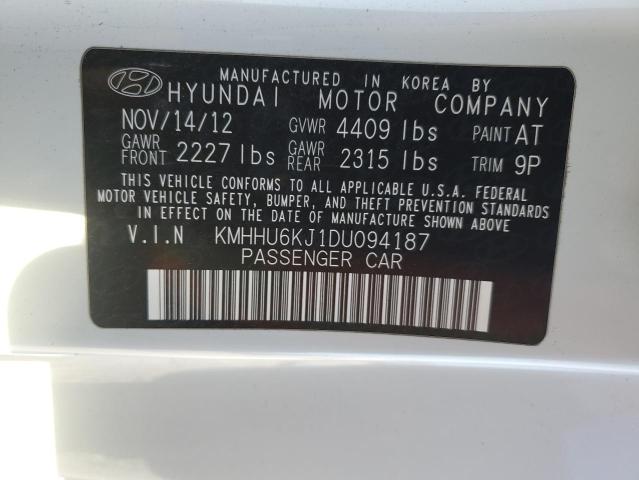 MANUFACTURED IN KOREA BY
HYUNDAI MOTOR COMPANY
NOV/14/12 GVWR 4409 lbs PAINT AT
GAWR FRONT 2227 lbs GAWR REAR 2315 lbs TRIM 9P
THIS VEHICLE CONFORMS TO ALL APPLICABLE U.S.A. FEDERAL
MOTOR VEHICLE SAFETY, BUMPER, AND THEFT PREVENTION STANDARDS
IN EFFECT ON THE DATE OF MANUFACTURE SHOWN ABOVE
V.I.N KMHHU6KJ1DU094187
PASSENGER CAR